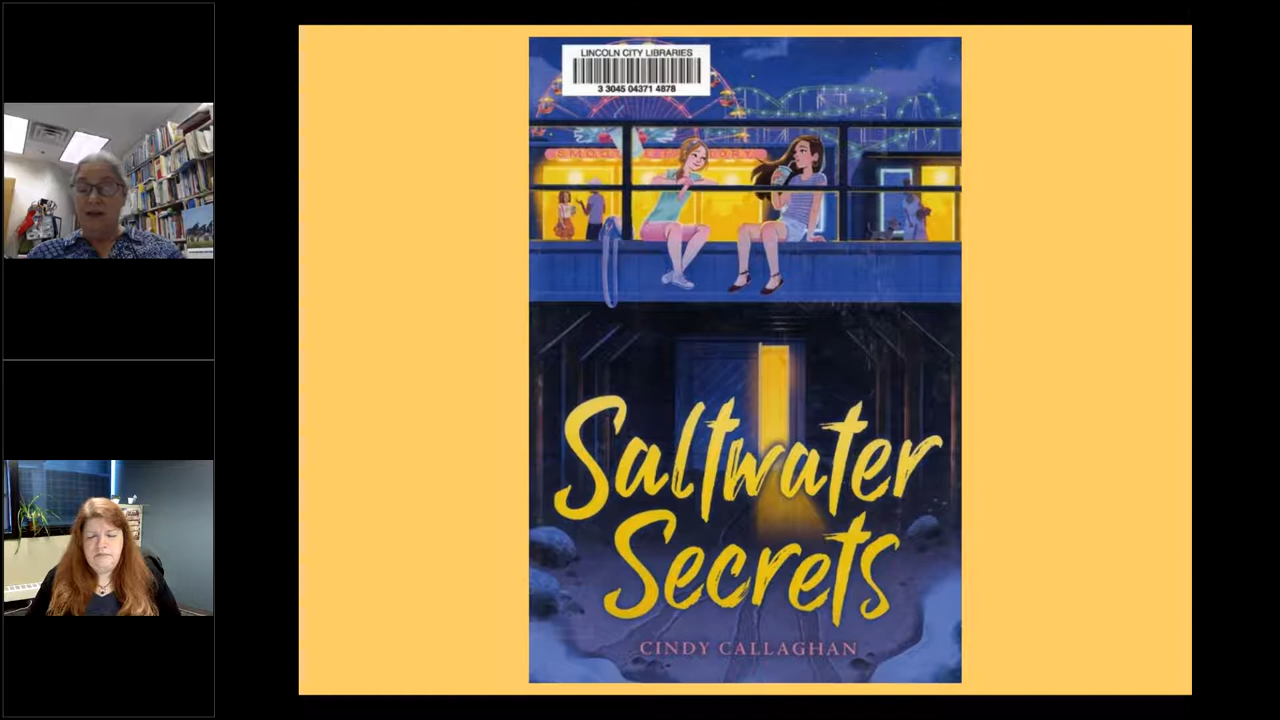 LINCOLN CITY LIBRARIES
3 3045 04371 4878
Saltwater
Secrets
CINDY CALLAGHAN